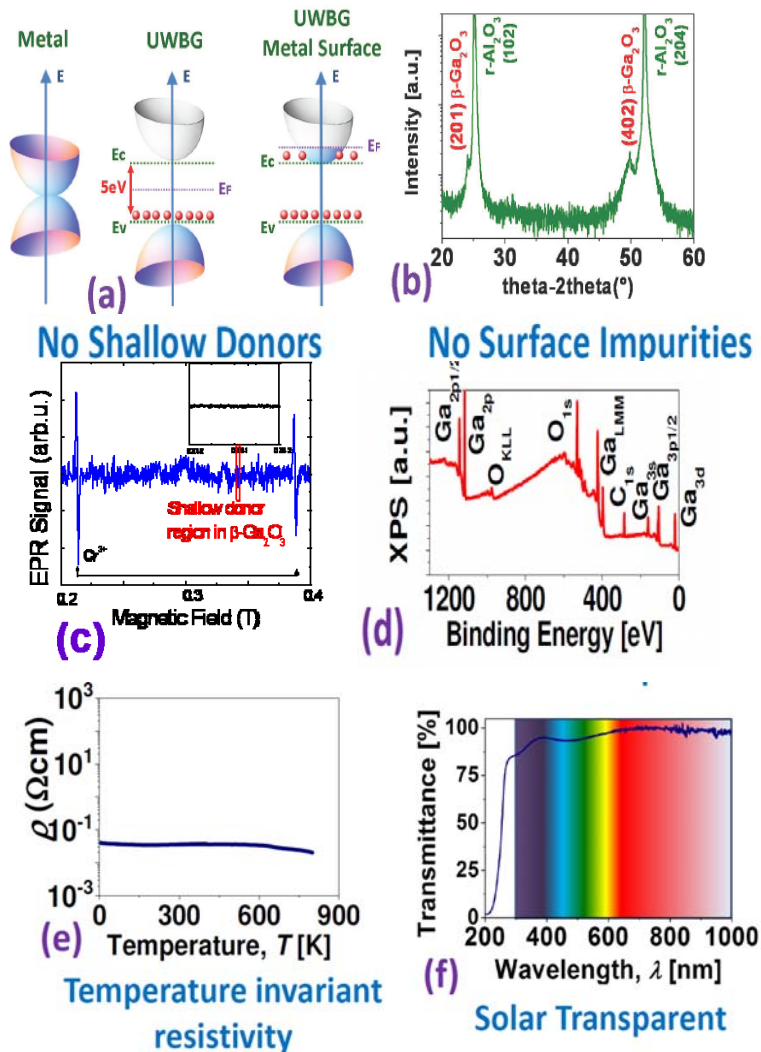 Metal
UWBG
UWBG
Metal Surface
E
E
E
Ec
5eV
EF
Ev
EF
Ec
Ev
(a)
Intensity [a.u.]
(201) β-Ga2O3
r-Al2O3
(102)
(402) β-Ga2O3
r-Al2O3
(204)
20
30
40
50
60
theta-2theta(°)
(b)
No Shallow Donors
EPR Signal (arb.u.)
Shallow donor
region in β-Ga2O3
Cr3+
0.2
0.3
0.4
Magnetic Field (T)
(c)
No Surface Impurities
XPS [a.u.]
Ga2p1/2
Ga2p
OKLL
O1s
GaLMM
C1s
Ga3s
Ga3p1/2
Ga3d
1200
800
400
0
Binding Energy [eV]
(d)
ρ (Ωcm)
10^3
10^1
10^-1
10^-3
0
300
600
900
Temperature, T [K]
(e)
Temperature invariant
resistivity
Transmittance [%]
100
75
50
25
0
200
400
600
800
1000
Wavelength, λ [nm]
(f)
Solar Transparent